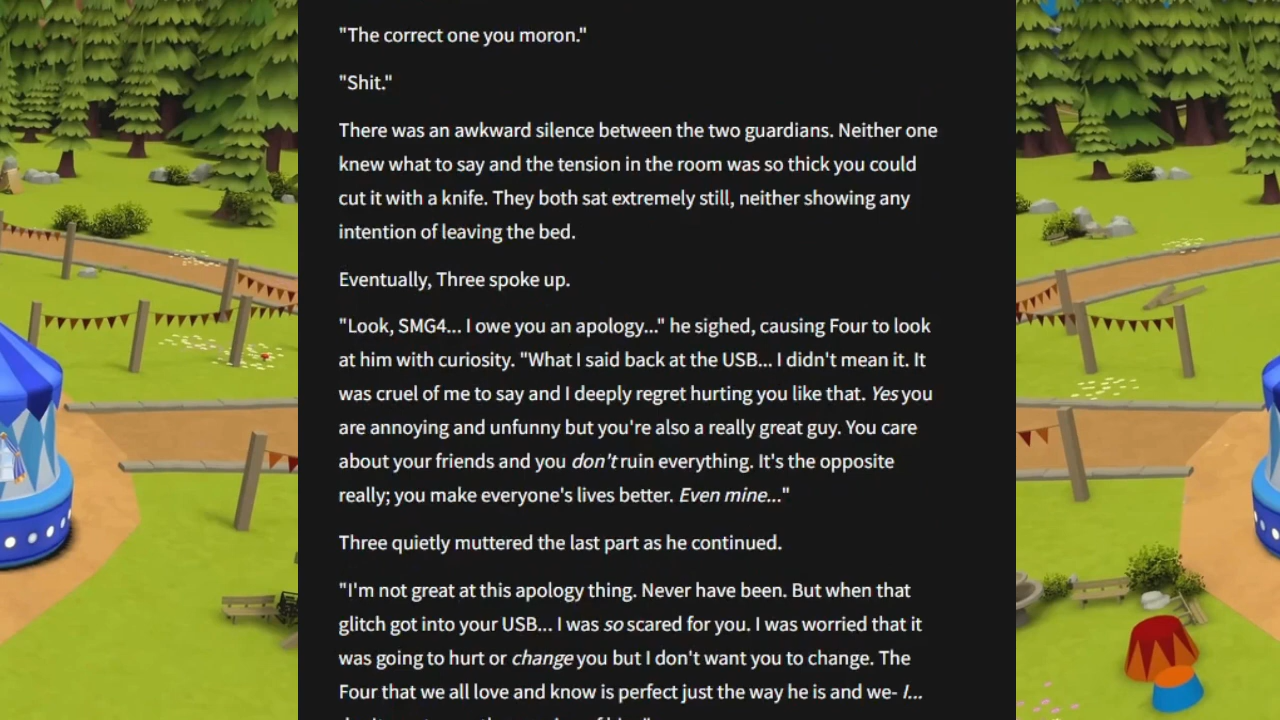 "The correct one you moron."
"Shit."
There was an awkward silence between the two guardians. Neither one
knew what to say and the tension in the room was so thick you could
cut it with a knife. They both sat extremely still, neither showing any
intention of leaving the bed.
Eventually, Three spoke up.
"Look, SMG4... I owe you an apology..." he sighed, causing Four to look
at him with curiosity. "What I said back at the USB... I didn't mean it. It
was cruel of me to say and I deeply regret hurting you like that. Yes you
are annoying and unfunny but you're also a really great guy. You care
about your friends and you don't ruin everything. It's the opposite
really; you make everyone's lives better. Even mine..."
Three quietly muttered the last part as he continued.
"I'm not great at this apology thing. Never have been. But when that
glitch got into your USB... I was so scared for you. I was worried that it
was going to hurt or change you but I don't want you to change. The
Four that we all love and know is perfect just the way he is and we- I...